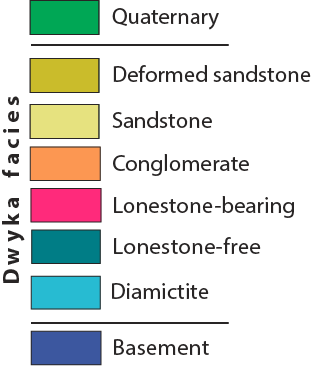 Quaternary
Dwyka facies
Deformed sandstone
Sandstone
Conglomerate
Lonestone-bearing
Lonestone-free
Diamictite
Basement